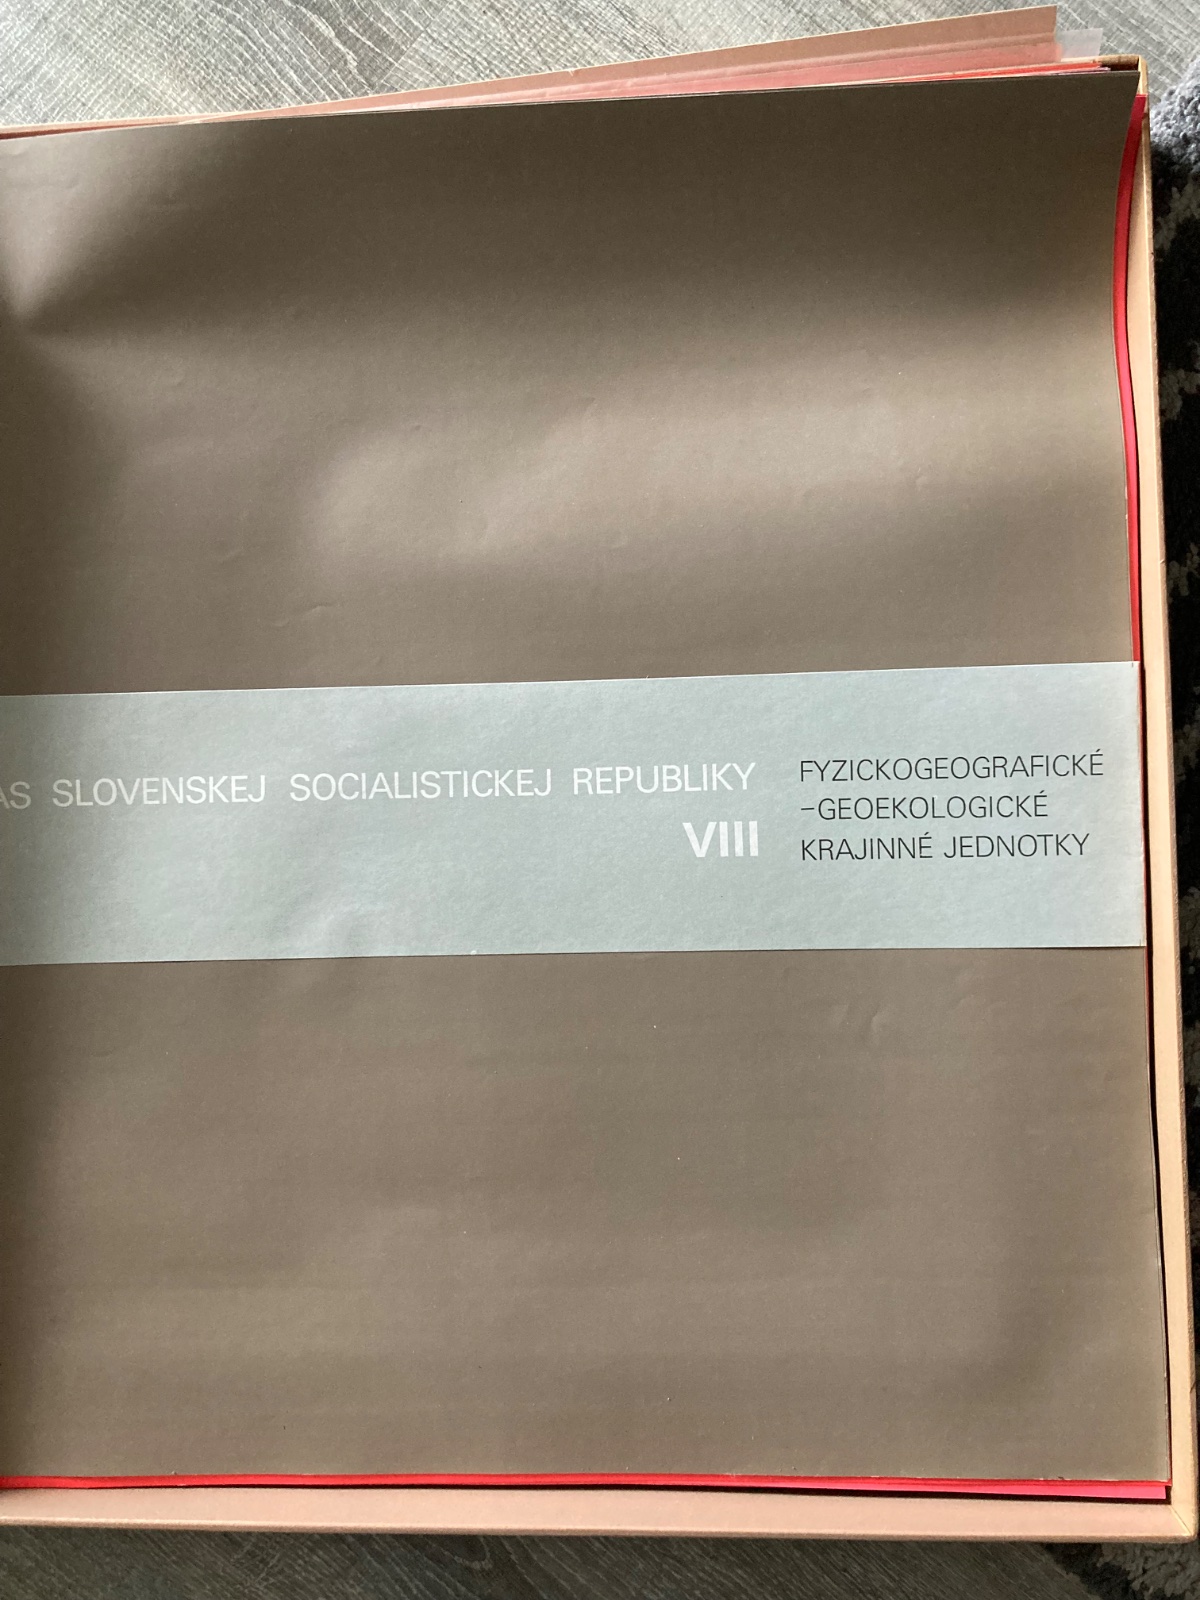 AS SLOVENSKEJ SOCIALISTICKEJ REPUBLIKY
VIII
FYZICKOGEOGRAFICKÉ
–GEOEKOLOGICKÉ
KRAJINNÉ JEDNOTKY